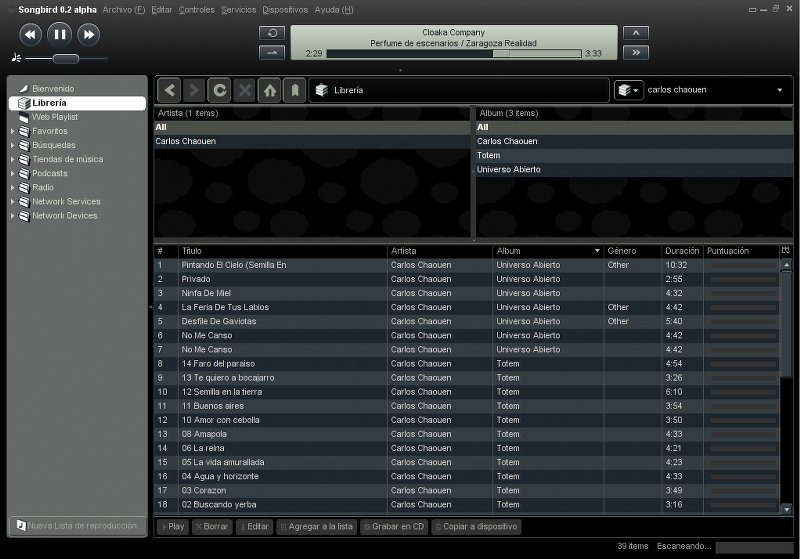 Songbird 0.2 alpha Archivo (F) Editar Controles Servicios Dispositivos Ayuda (H)
Cloaka Company
Perfume de escenarios / Zaragoza Realidad
2:29 3:33
Bienvenido
Librería
Web Playlist
Favoritos
Búsquedas
Tiendas de música
Podcasts
Radio
Network Services
Network Devices
Nueva Lista de reproducción...
Librería
carlos chaouen
Artista (1 items)
All
Carlos Chaouen
Album (3 items)
All
Carlos Chaouen
Totem
Universo Abierto
# Título Artista Album Género Duración Puntuación
1 Pintando El Cielo (Semilla En Carlos Chaouen Universo Abierto Other 10:32
2 Privado Carlos Chaouen Universo Abierto 2:55
3 Ninfa De Miel Carlos Chaouen Universo Abierto 4:32
4 La Feria De Tus Labios Carlos Chaouen Universo Abierto Other 4:42
5 Desfile De Gaviotas Carlos Chaouen Universo Abierto Other 5:40
6 No Me Canso Carlos Chaouen Universo Abierto 4:42
7 No Me Canso Carlos Chaouen Universo Abierto 4:42
8 14 Faro del paraiso Carlos Chaouen Totem 4:54
9 13 Te quiero a bocajarro Carlos Chaouen Totem 3:26
10 12 Semilla en la tierra Carlos Chaouen Totem 6:10
11 11 Buenos aires Carlos Chaouen Totem 3:54
12 10 Amor con cebolla Carlos Chaouen Totem 3:50
13 08 Amapola Carlos Chaouen Totem 4:33
14 06 La reina Carlos Chaouen Totem 4:21
15 05 La vida amurallada Carlos Chaouen Totem 4:23
16 04 Agua y horizonte Carlos Chaouen Totem 4:33
17 03 Corazon Carlos Chaouen Totem 3:49
18 02 Buscando yerba Carlos Chaouen Totem 3:16
Play Borrar Editar Agregar a la lista Grabar en CD Copiar a dispositivo
39 items Escaneando...